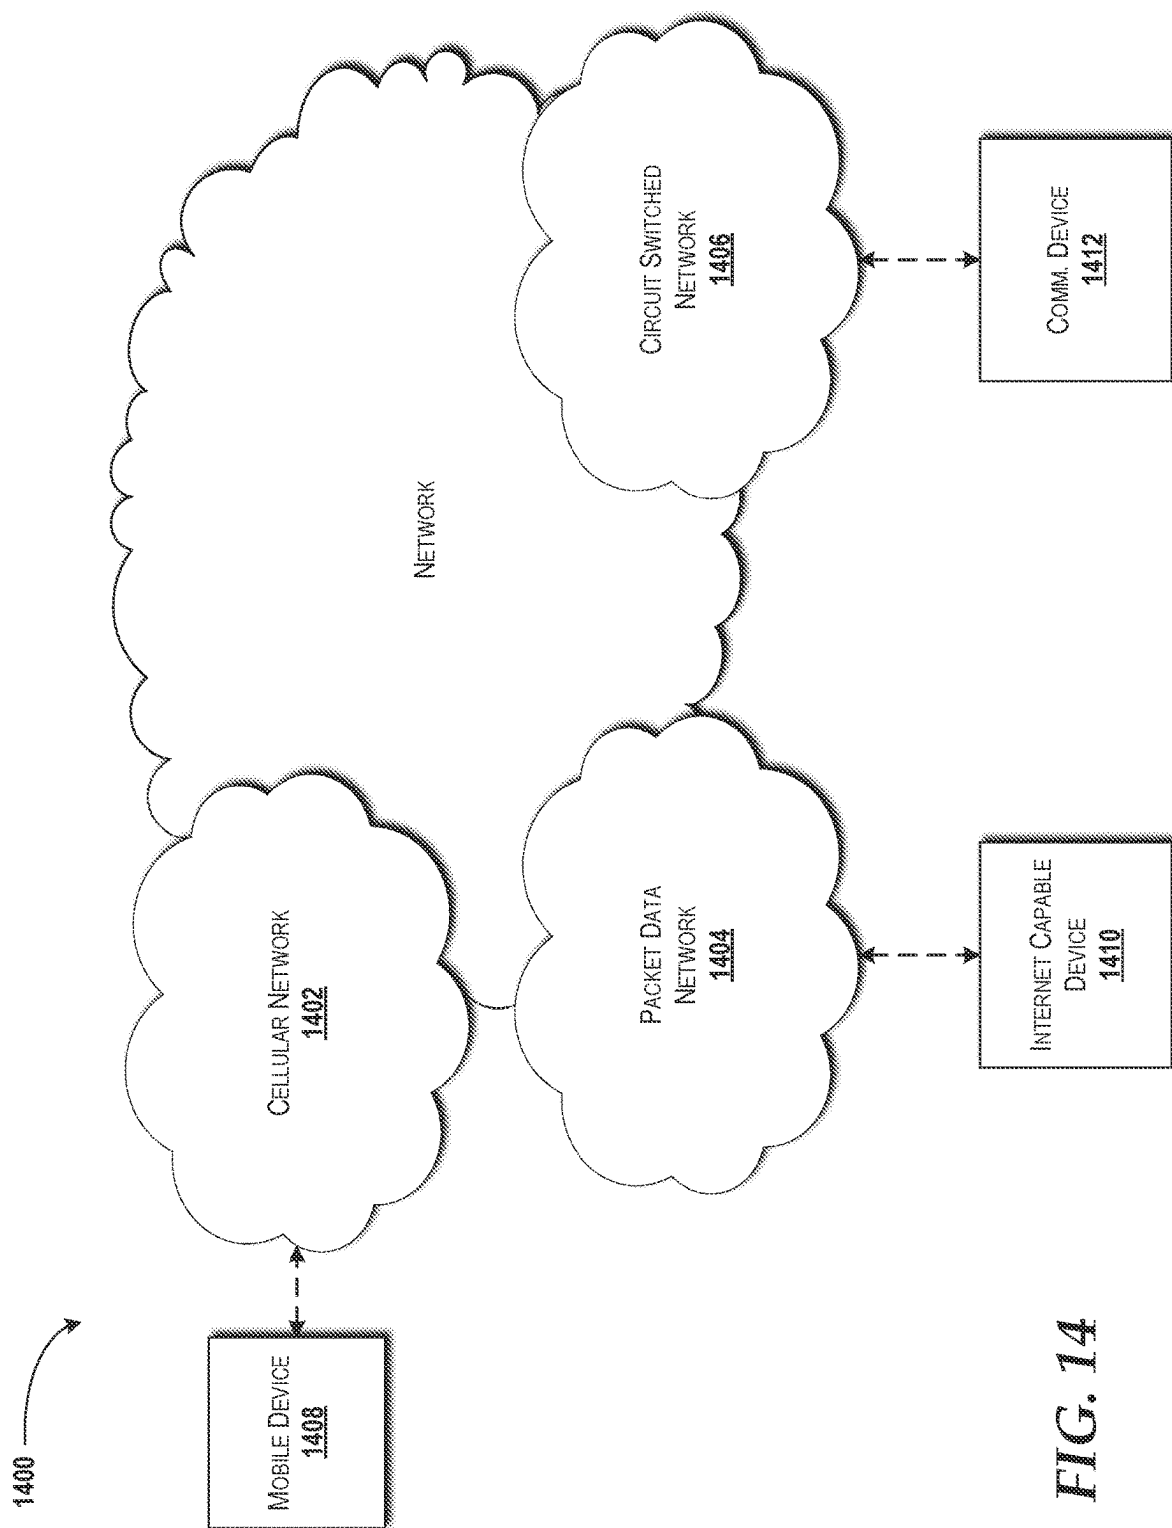 1400
NETWORK
CELLULAR NETWORK
1402
MOBILE DEVICE
1408
PACKET DATA
NETWORK
1404
CIRCUIT SWITCHED
NETWORK
1406
INTERNET CAPABLE
DEVICE
1410
COMM. DEVICE
1412
FIG. 14